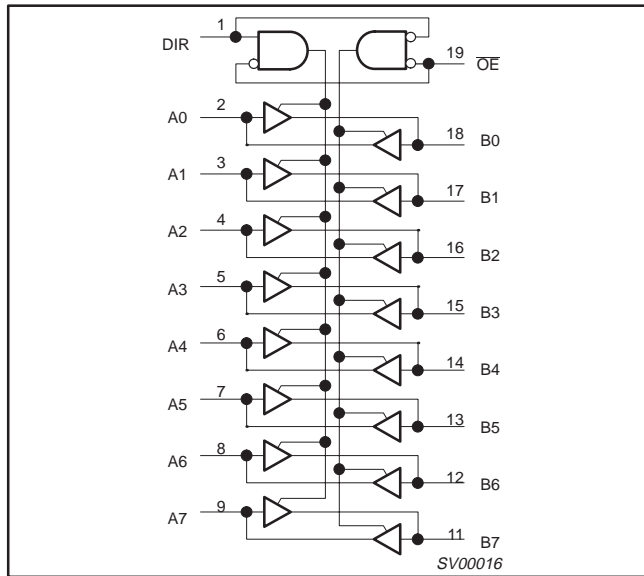 1
DIR
19 OE
A0 2
18 B0
A1 3
17 B1
A2 4
16 B2
A3 5
15 B3
A4 6
14 B4
A5 7
13 B5
A6 8
12 B6
A7 9
11 B7
SV00016